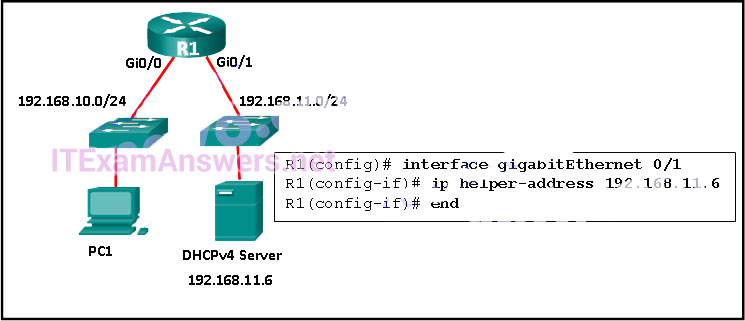 R1
Gi0/0
Gi0/1
192.168.10.0/24
192.168.11.0/24
ITExamAnswers.net
R1(config)# interface gigabitEthernet 0/1
R1(config-if)# ip helper-address 192.168.11.6
R1(config-if)# end
PC1
DHCPv4 Server
192.168.11.6